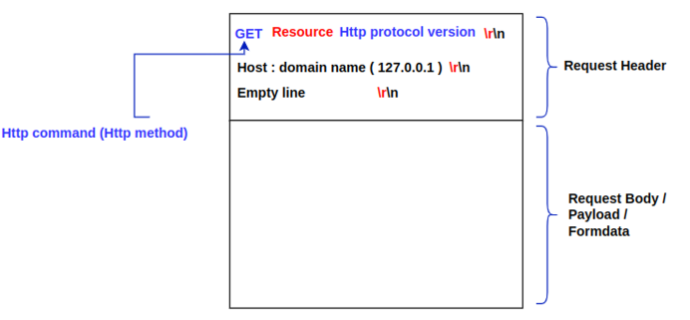 GET Resource Http protocol version \r\n
Host : domain name ( 127.0.0.1 ) \r\n
Request Header
Empty line \r\n
Http command (Http method)
Request Body /
Payload /
Formdata